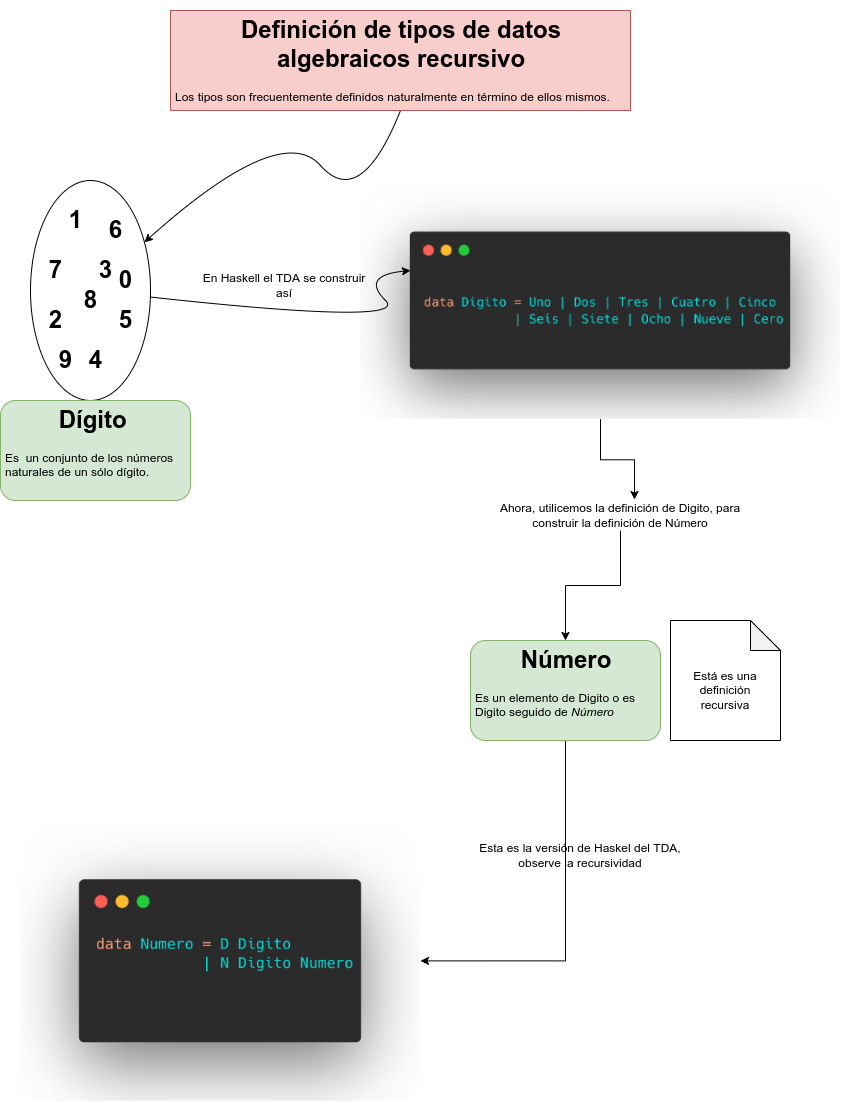 Definición de tipos de datos
algebraicos recursivo
Los tipos son frecuentemente definidos naturalmente en término de ellos mismos.
1
6
7
3
0
8
2
5
9
4
Dígito
Es  un conjunto de los números
naturales de un sólo dígito.
En Haskell el TDA se construir
así
data Digito = Uno | Dos | Tres | Cuatro | Cinco
| Seis | Siete | Ocho | Nueve | Cero
Ahora, utilicemos la definición de Digito, para
construir la definición de Número
Número
Es un elemento de Digito o es
Digito seguido de Número
Está es una
definición
recursiva
Esta es la versión de Haskel del TDA,
observe la recursividad
data Numero = D Digito
| N Digito Numero